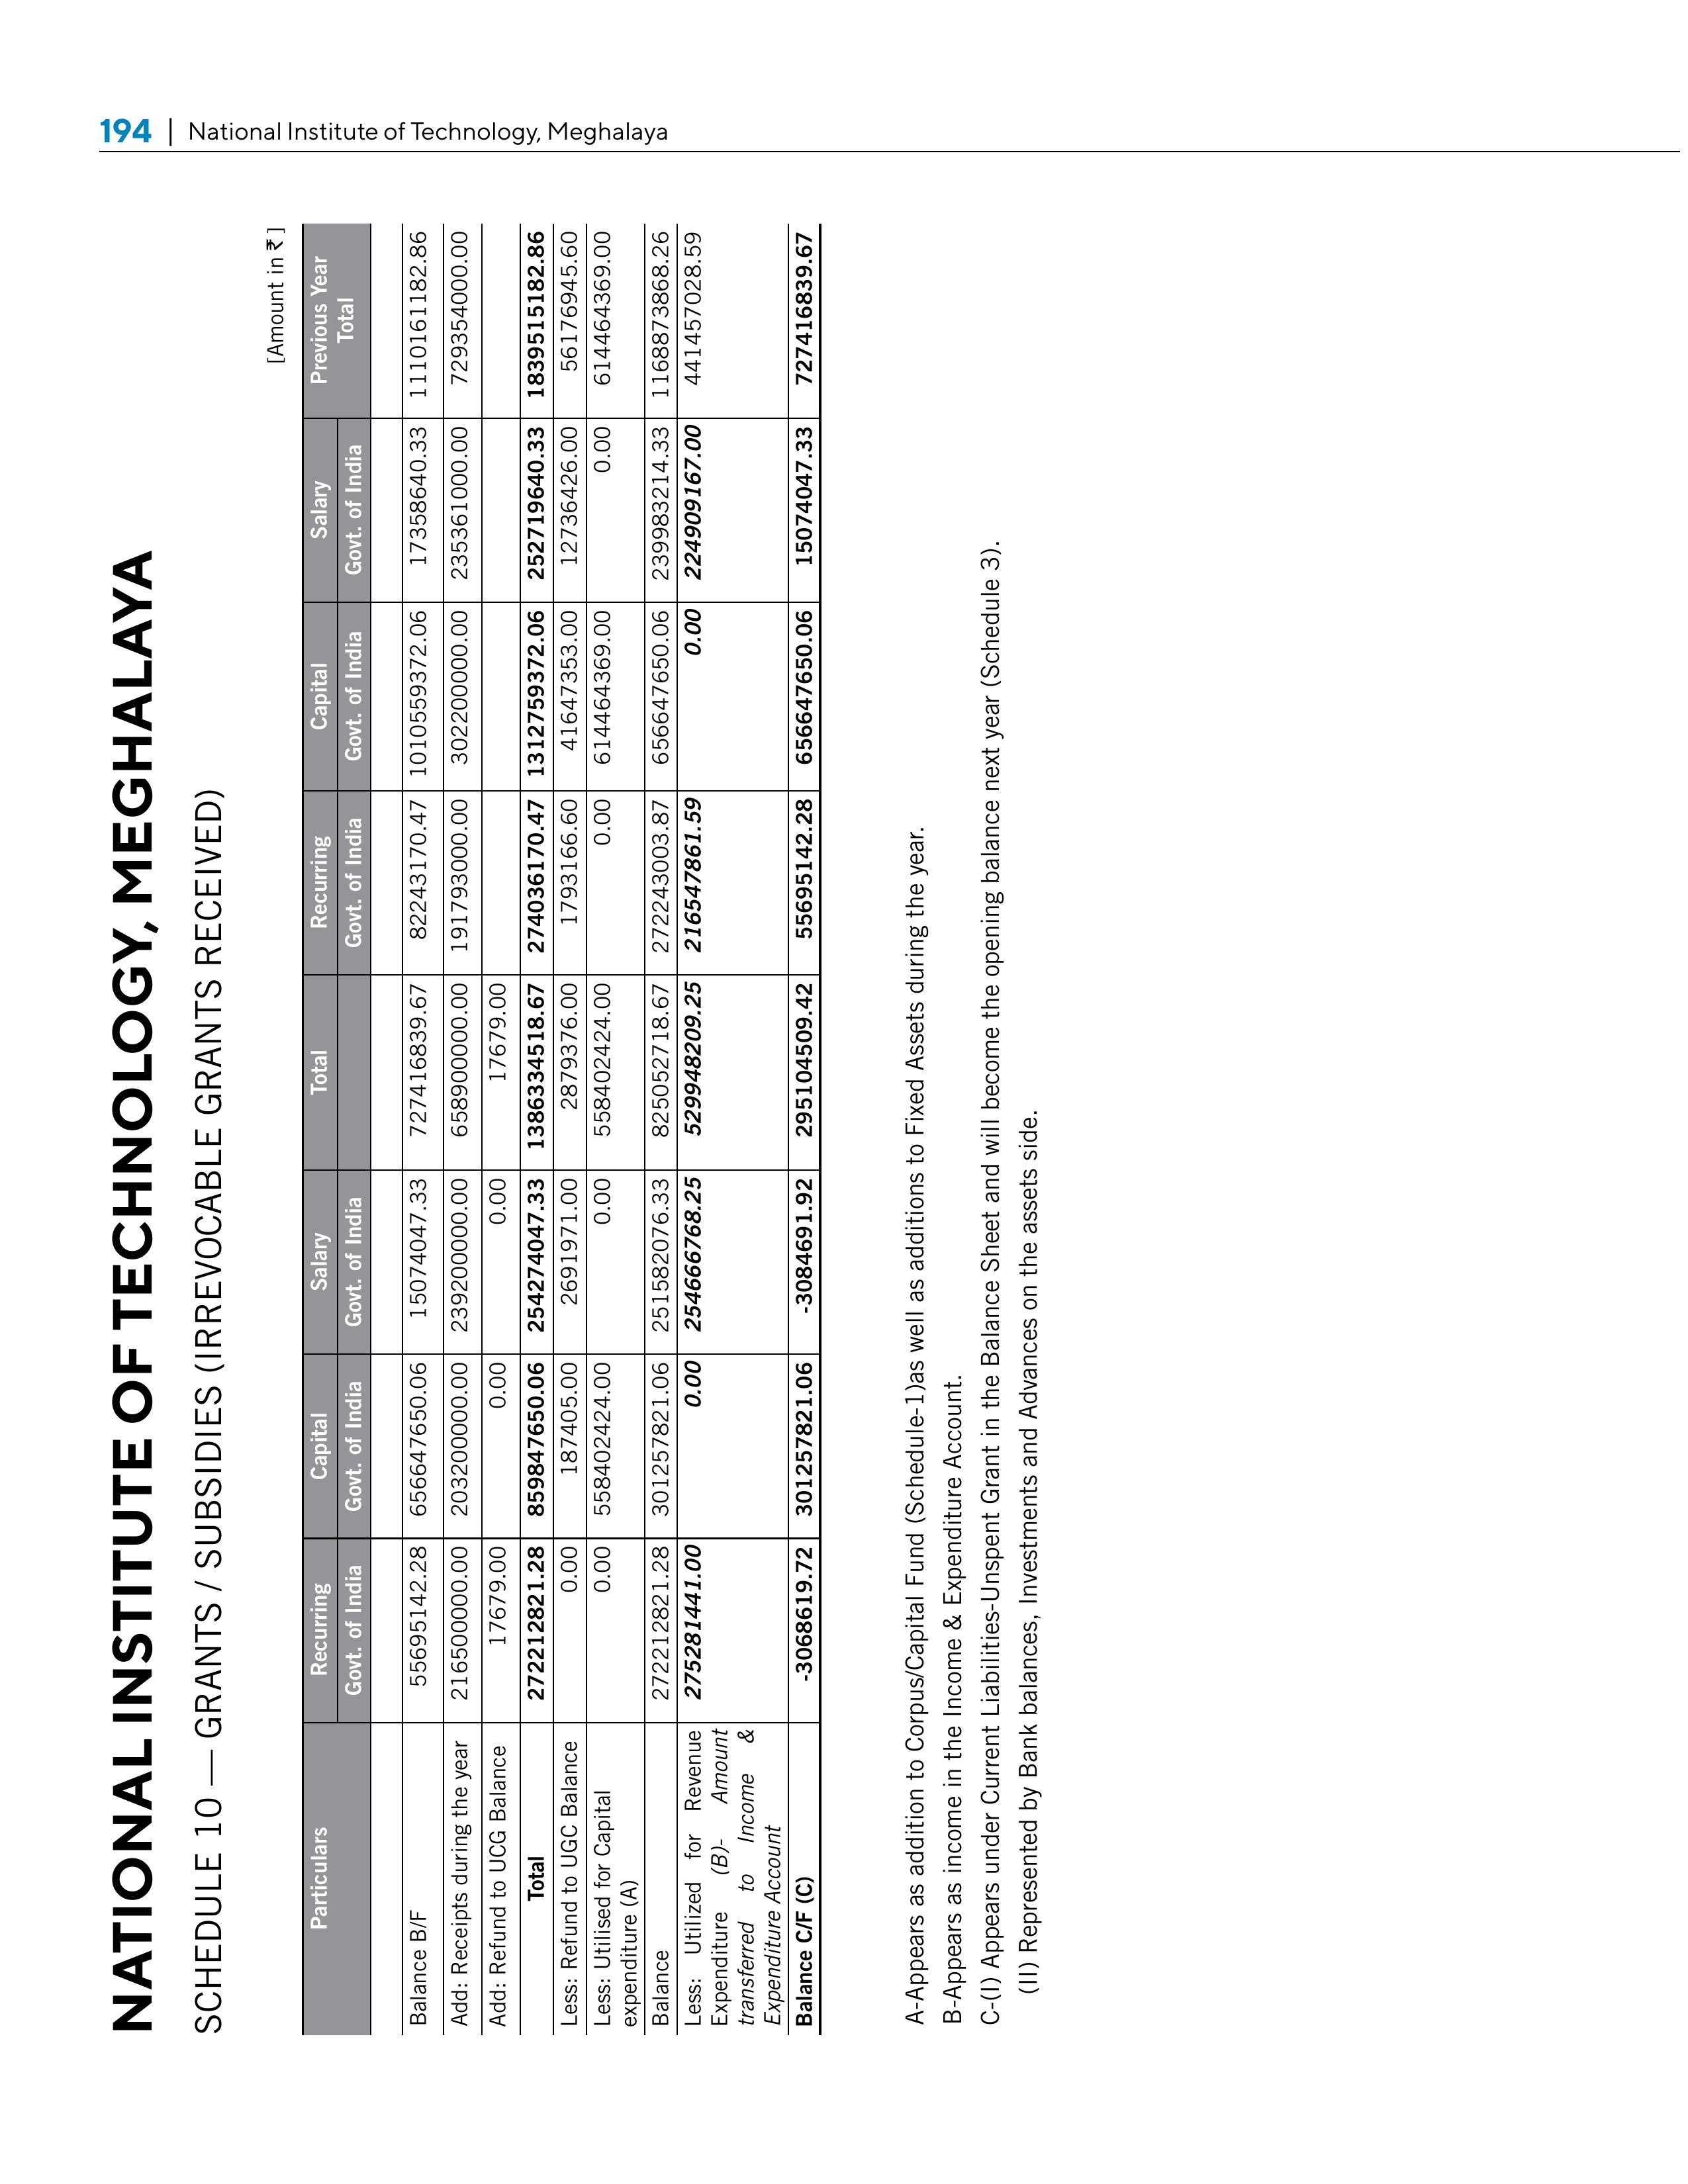 194 | National Institute of Technology, Meghalaya
NATIONAL INSTITUTE OF TECHNOLOGY, MEGHALAYA
SCHEDULE 10 — GRANTS / SUBSIDIES (IRREVOCABLE GRANTS RECEIVED)
[Amount in ₹ ]
Particulars Recurring Capital Salary Total Recurring Capital Salary Previous Year
Govt. of India Govt. of India Govt. of India Govt. of India Govt. of India Govt. of India Total
Balance B/F 55695142.28 656647650.06 15074047.33 727416839.67 82243170.47 1010559372.06 17358640.33 1110161182.86
Add: Receipts during the year 216500000.00 203200000.00 239200000.00 658900000.00 191793000.00 302200000.00 235361000.00 729354000.00
Add: Refund to UCG Balance 17679.00 0.00 0.00 17679.00
Total 272212821.28 859847650.06 254274047.33 1386334518.67 274036170.47 1312759372.06 252719640.33 1839515182.86
Less: Refund to UGC Balance 0.00 187405.00 2691971.00 2879376.00 1793166.60 41647353.00 12736426.00 56176945.60
Less: Utilised for Capital 0.00 558402424.00 0.00 558402424.00 0.00 614464369.00 0.00 614464369.00
expenditure (A)
Balance 272212821.28 301257821.06 251582076.33 825052718.67 272243003.87 656647650.06 239983214.33 1168873868.26
Less: Utilized for Revenue 275281441.00 0.00 254666768.25 529948209.25 216547861.59 0.00 224909167.00 441457028.59
Expenditure (B)- Amount
transferred to Income &
Expenditure Account
Balance C/F (C) -3068619.72 301257821.06 -3084691.92 295104509.42 55695142.28 656647650.06 15074047.33 727416839.67
A-Appears as addition to Corpus/Capital Fund (Schedule-1)as well as additions to Fixed Assets during the year.
B-Appears as income in the Income & Expenditure Account.
C-(I) Appears under Current Liabilities-Unspent Grant in the Balance Sheet and will become the opening balance next year (Schedule 3).
(II) Represented by Bank balances, Investments and Advances on the assets side.